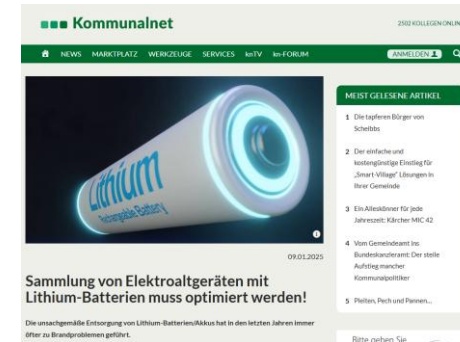 Kommunalnet
2502 KOLLEGEN ONLIN
NEWS MARKTPLATZ WERKZEUGE SERVICES knTV kn-FORUM
ANMELDEN
Lithium
Rechargeable Battery
09.01.2025
Sammlung von Elektroaltgeräten mit
Lithium-Batterien muss optimiert werden!
Die unsachgemäße Entsorgung von Lithium-Batterien/Akkus hat in den letzten Jahren immer
öfter zu Brandproblemen geführt.
MEIST GELESENE ARTIKEL
1 Die tapferen Bürger von
Scheibbs
2 Der einfache und
kostengünstige Einstieg für
„Smart-Village" Lösungen in
Ihrer Gemeinde
3 Ein Alleskönner für jede
Jahreszeit: Kärcher MIC 42
4 Vom Gemeindeamt ins
Bundeskanzleramt: Der steile
Aufstieg mancher
Kommunalpolitiker
5 Pleiten, Pech und Pannen...
Bitte geben Sie